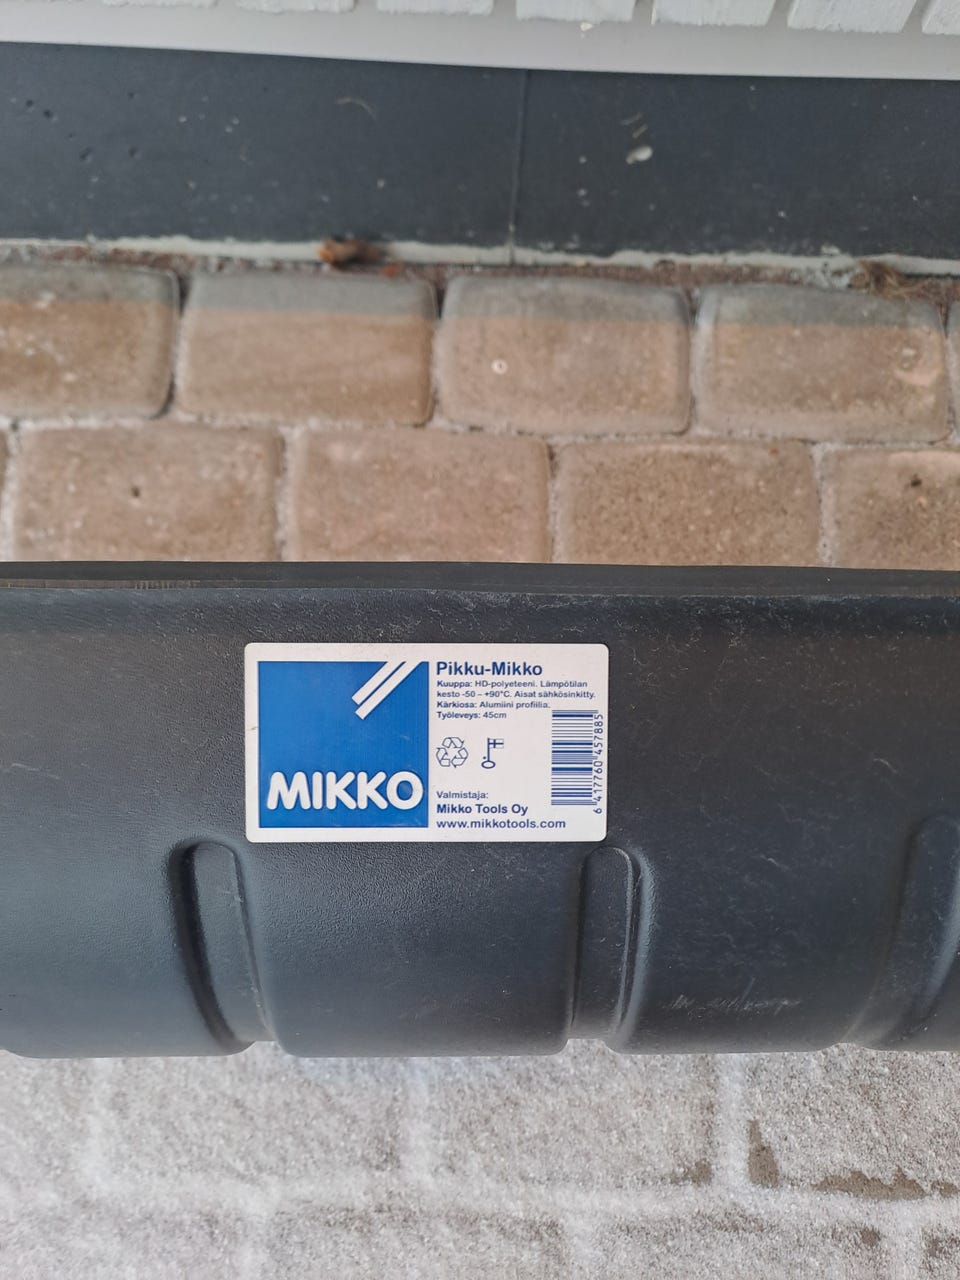 MIKKO
Pikku-Mikko
Kuuppa: HD-polyeteeni. Lämpötilan
kesto -50 – +90°C. Aisat sähkösinkitty.
Kärkiosa: Alumiini profiilia.
Työleveys: 45cm
Valmistaja:
Mikko Tools Oy
www.mikkotools.com
6 417760 457885